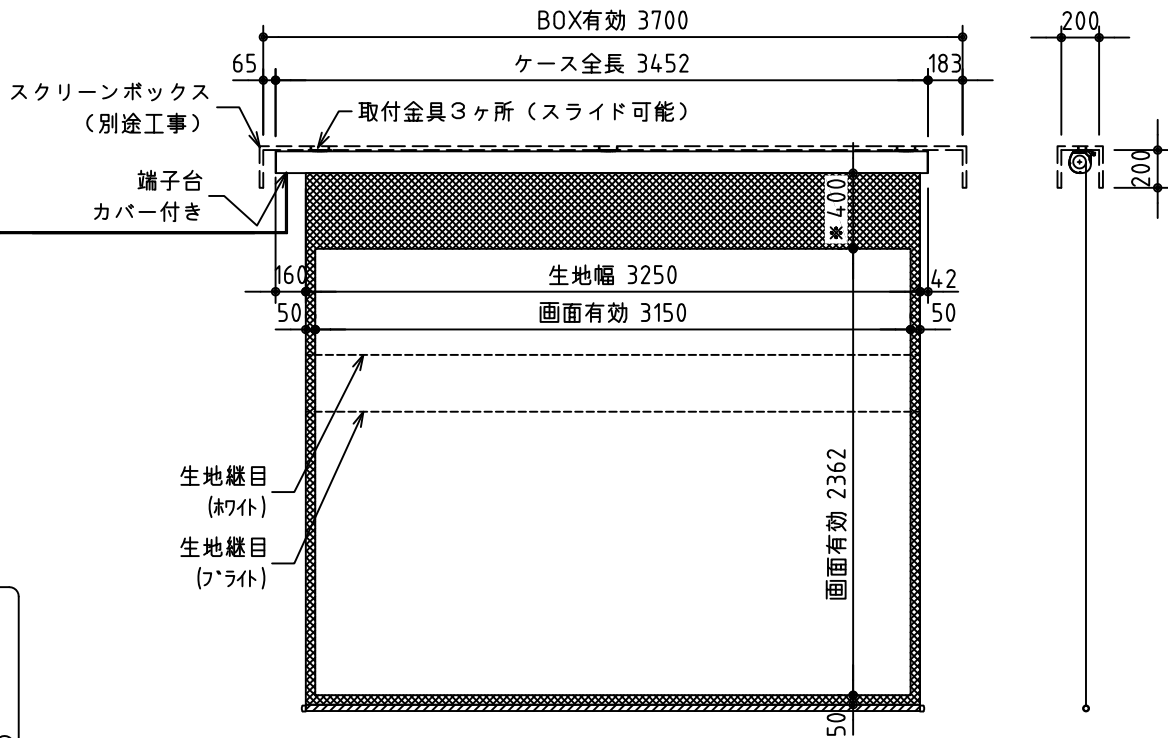 BOX有効 3700
200
65
ケース全長 3452
183
スクリーンボックス
（別途工事）
取付金具３ヶ所（スライド可能）
200
端子台
カバー付き
※ 400
160
生地幅 3250
42
50
画面有効 3150
50
生地継目
(ﾎﾜｲﾄ)
生地継目
(ﾌﾞﾗｲﾄ)
画面有効 2362
50